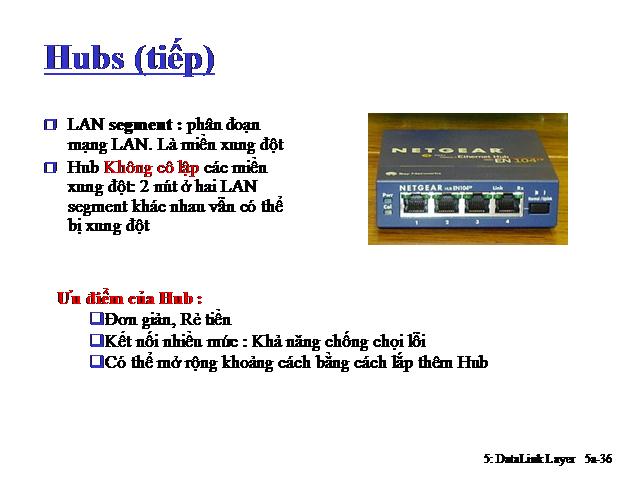 Hubs (tiếp)
LAN segment : phân đoạn
mạng LAN. Là miền xung đột
Hub Không cô lập các miền
xung đột: 2 nút ở hai LAN
segment khác nhau vẫn có thể
bị xung đột
NETGEAR
Ethernet Hub
EN 104
Bay Networks
NETGEAR HUB EN104
Link Rx
Pwr
Col
Normal/Uplink
1 2 3 4
Ưu điểm của Hub :
Đơn giản, Rẻ tiền
Kết nối nhiều mức : Khả năng chống chọi lỗi
Có thể mở rộng khoảng cách bằng cách lắp thêm Hub
5: DataLink Layer 5a-36